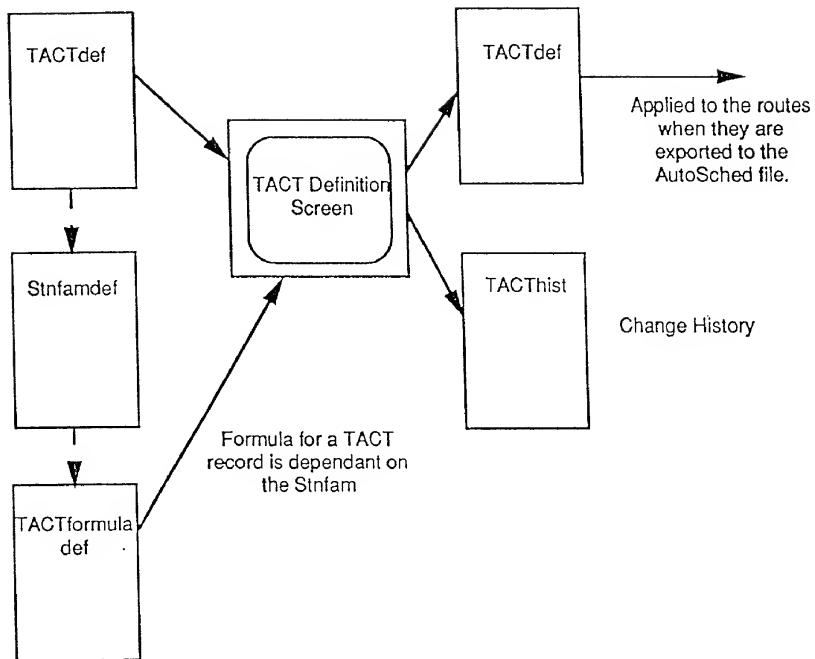 TACTdef
TACTdef
Applied to the routes
when they are
exported to the
AutoSched file.
TACT Definition
Screen
Stnfamdef
TACThist
Change History
Formula for a TACT
record is dependant on
the Stnfam
TACTformula
def